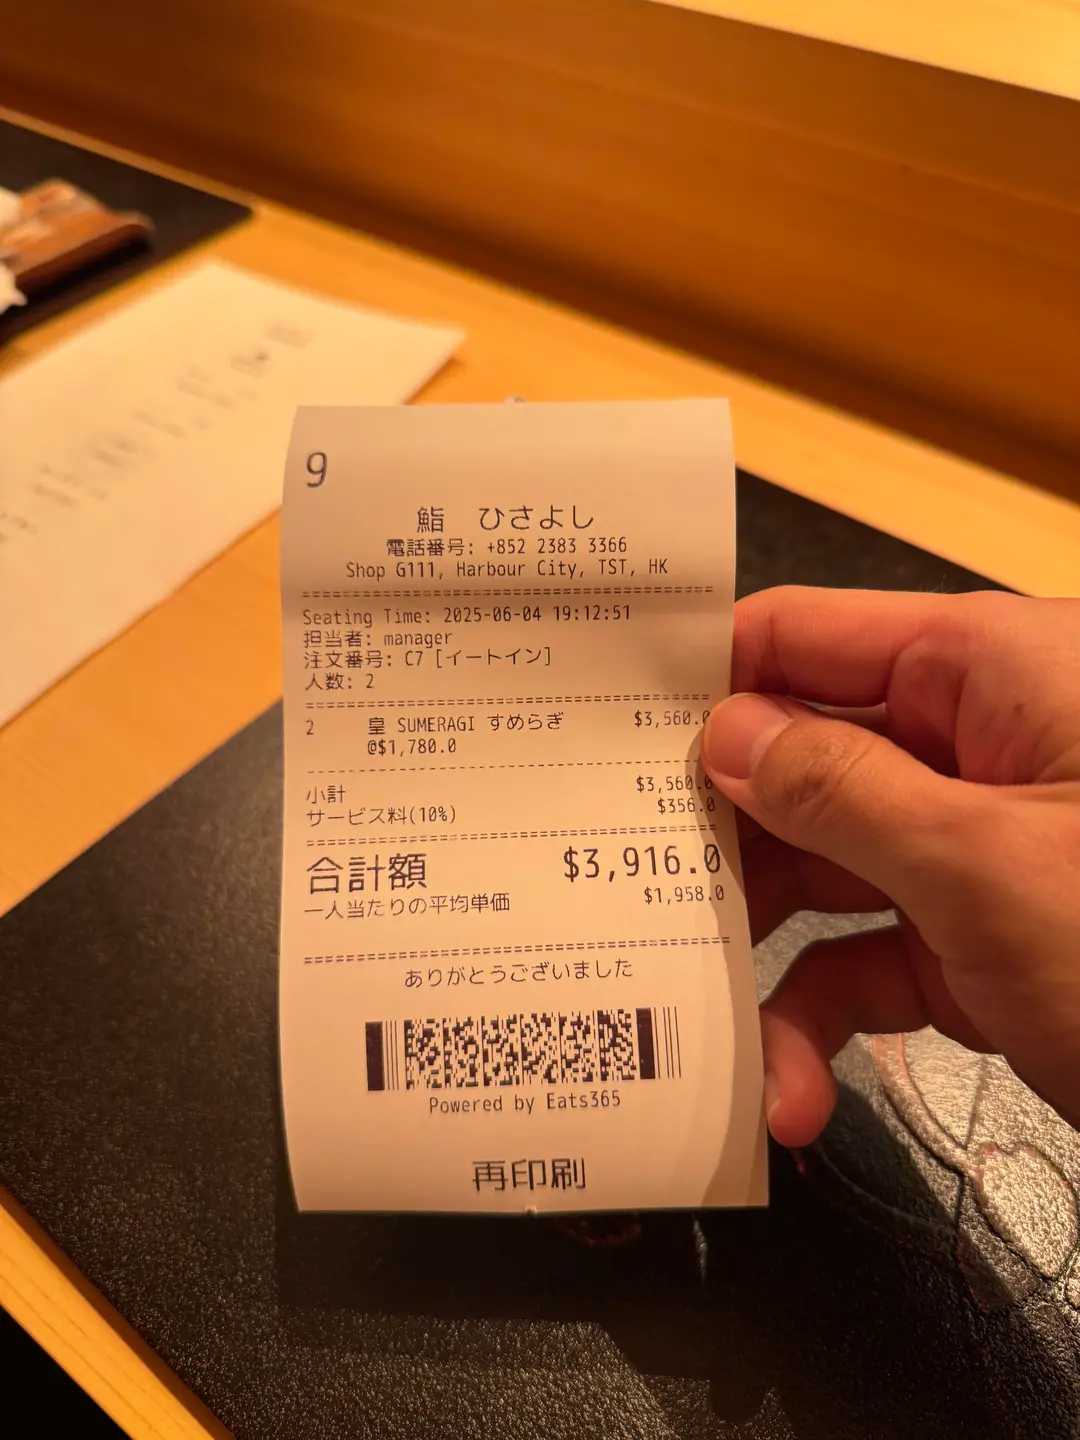 9
鮨 ひさよし
電話番号: +852 2383 3366
Shop G111, Harbour City, TST, HK
Seating Time: 2025-06-04 19:12:51
担当者: manager
注文番号: C7 [イートイン]
人数: 2
2 皇 SUMERAGI すめらぎ $3,560.0
@$1,780.0
小計 $3,560.0
サービス料(10%) $356.0
合計額 $3,916.0
一人当たりの平均単価 $1,958.0
ありがとうございました
Powered by Eats365
再印刷